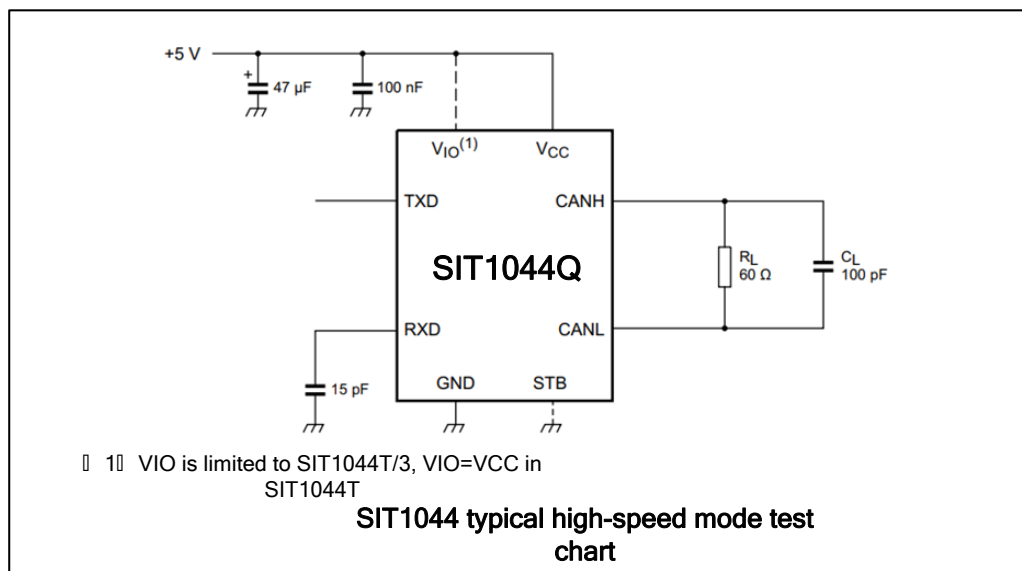 +5 V
+
47 µF
100 nF
VIO(1)
VCC
TXD
CANH
SIT1044Q
RL
60 Ω
CL
100 pF
RXD
CANL
15 pF
GND
STB
1 VIO is limited to SIT1044T/3, VIO=VCC in
SIT1044T
SIT1044 typical high-speed mode test
chart